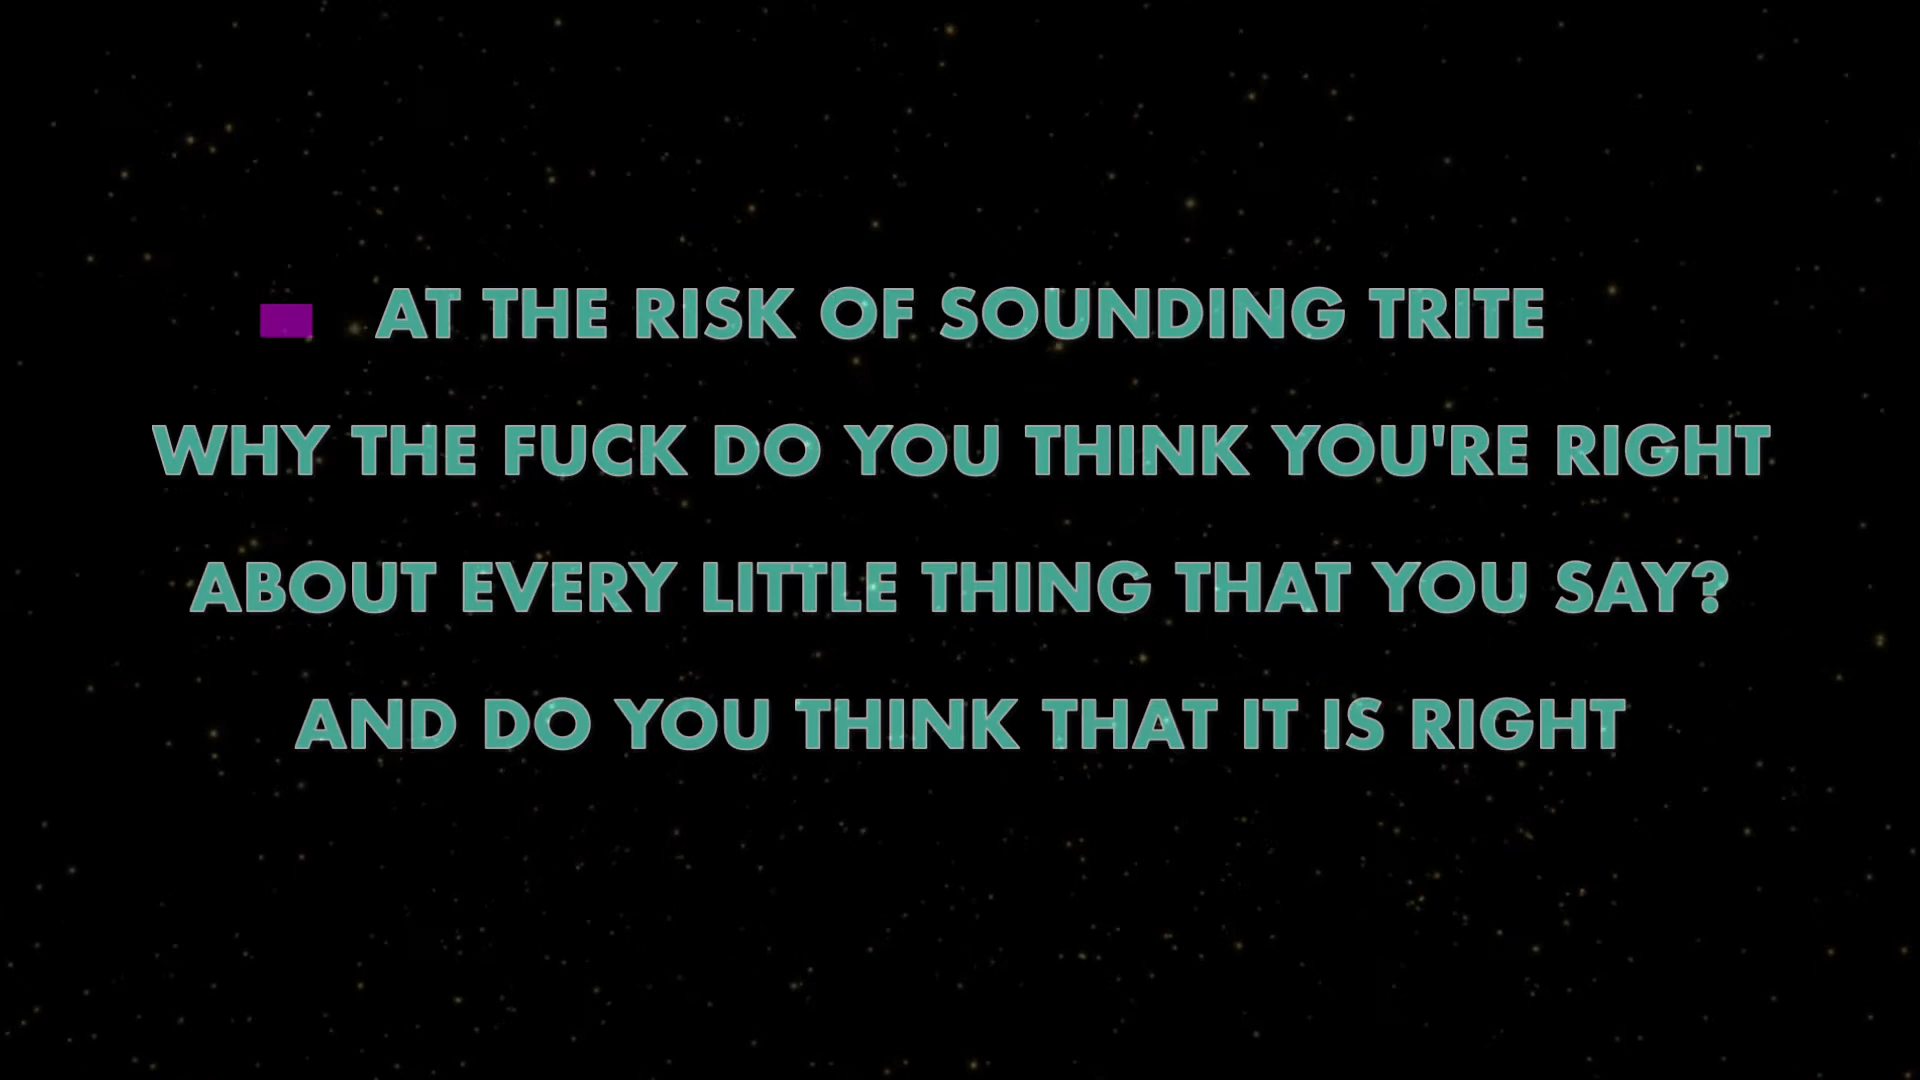 AT THE RISK OF SOUNDING TRITE
WHY THE FUCK DO YOU THINK YOU'RE RIGHT
ABOUT EVERY LITTLE THING THAT YOU SAY?
AND DO YOU THINK THAT IT IS RIGHT